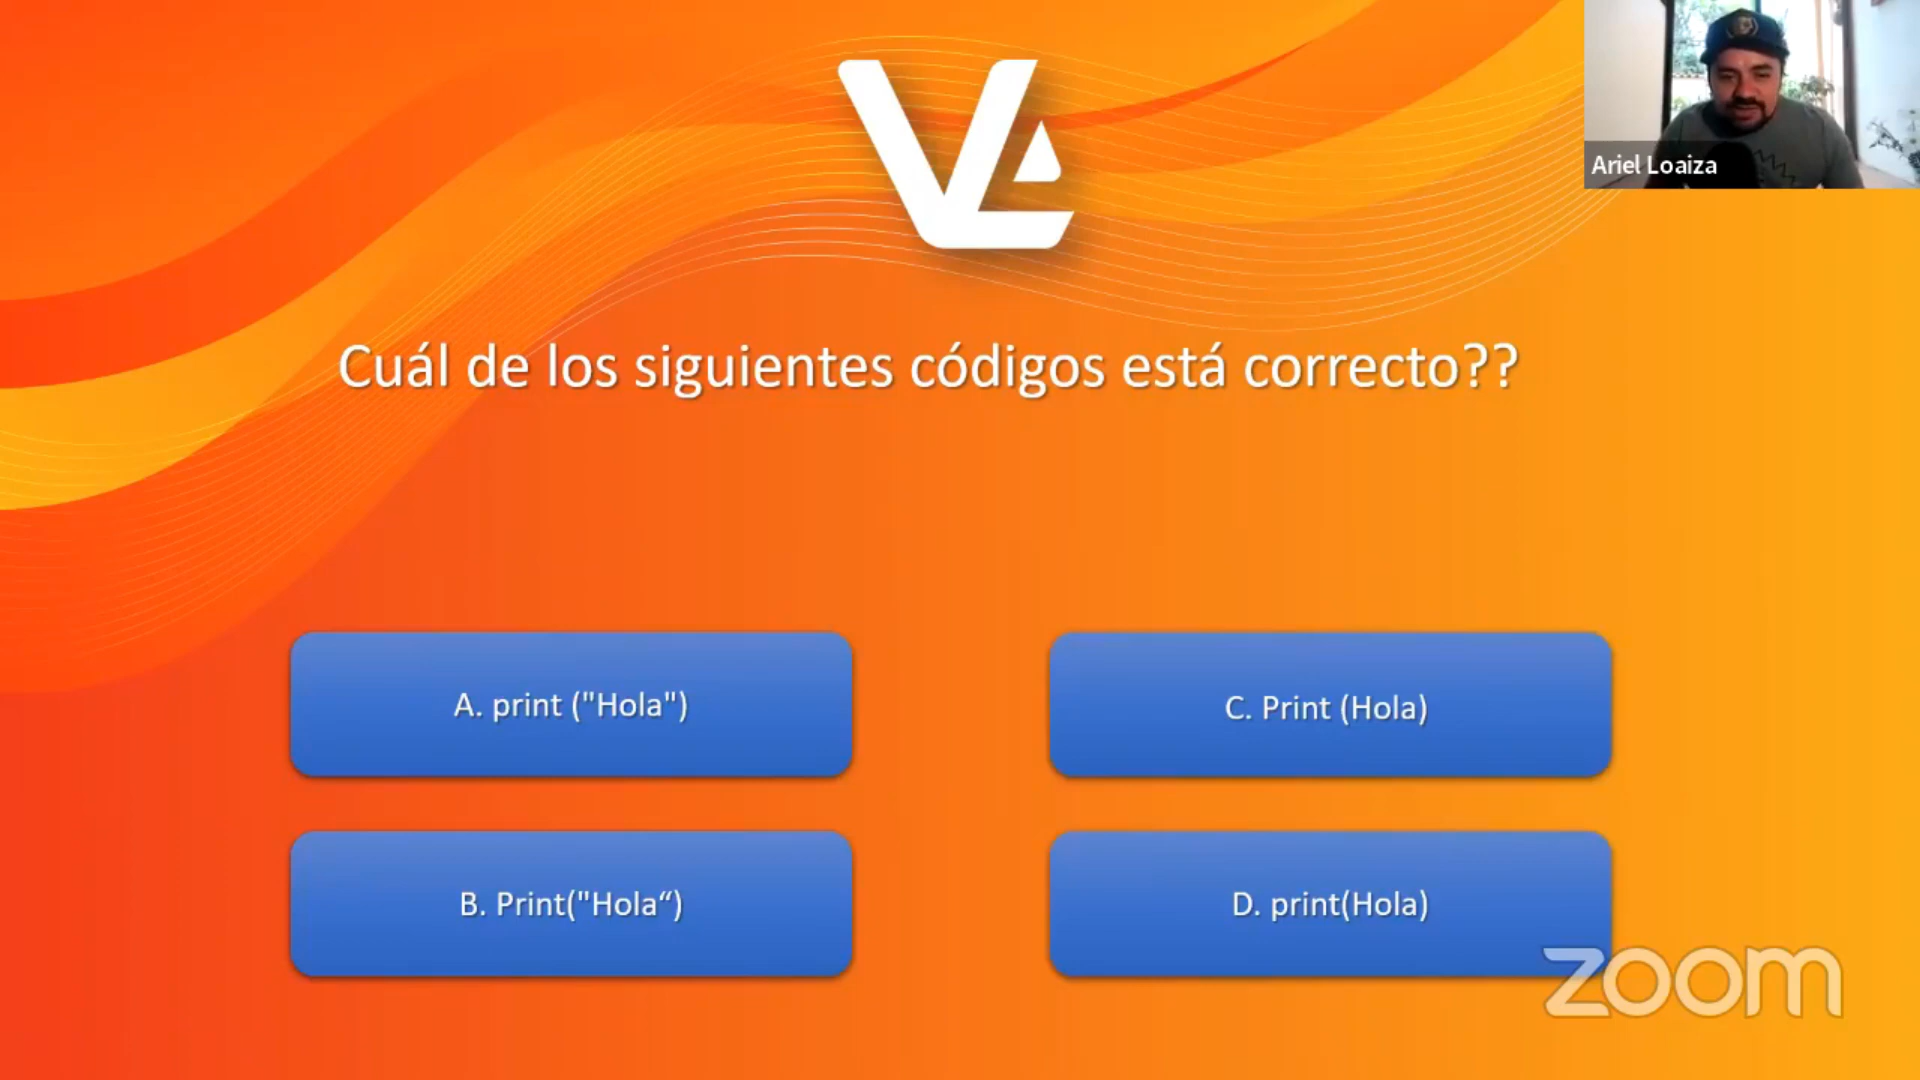 Ariel Loaiza
Cuál de los siguientes códigos está correcto??
A. print ("Hola")
C. Print (Hola)
B. Print("Hola“)
D. print(Hola)
zoom